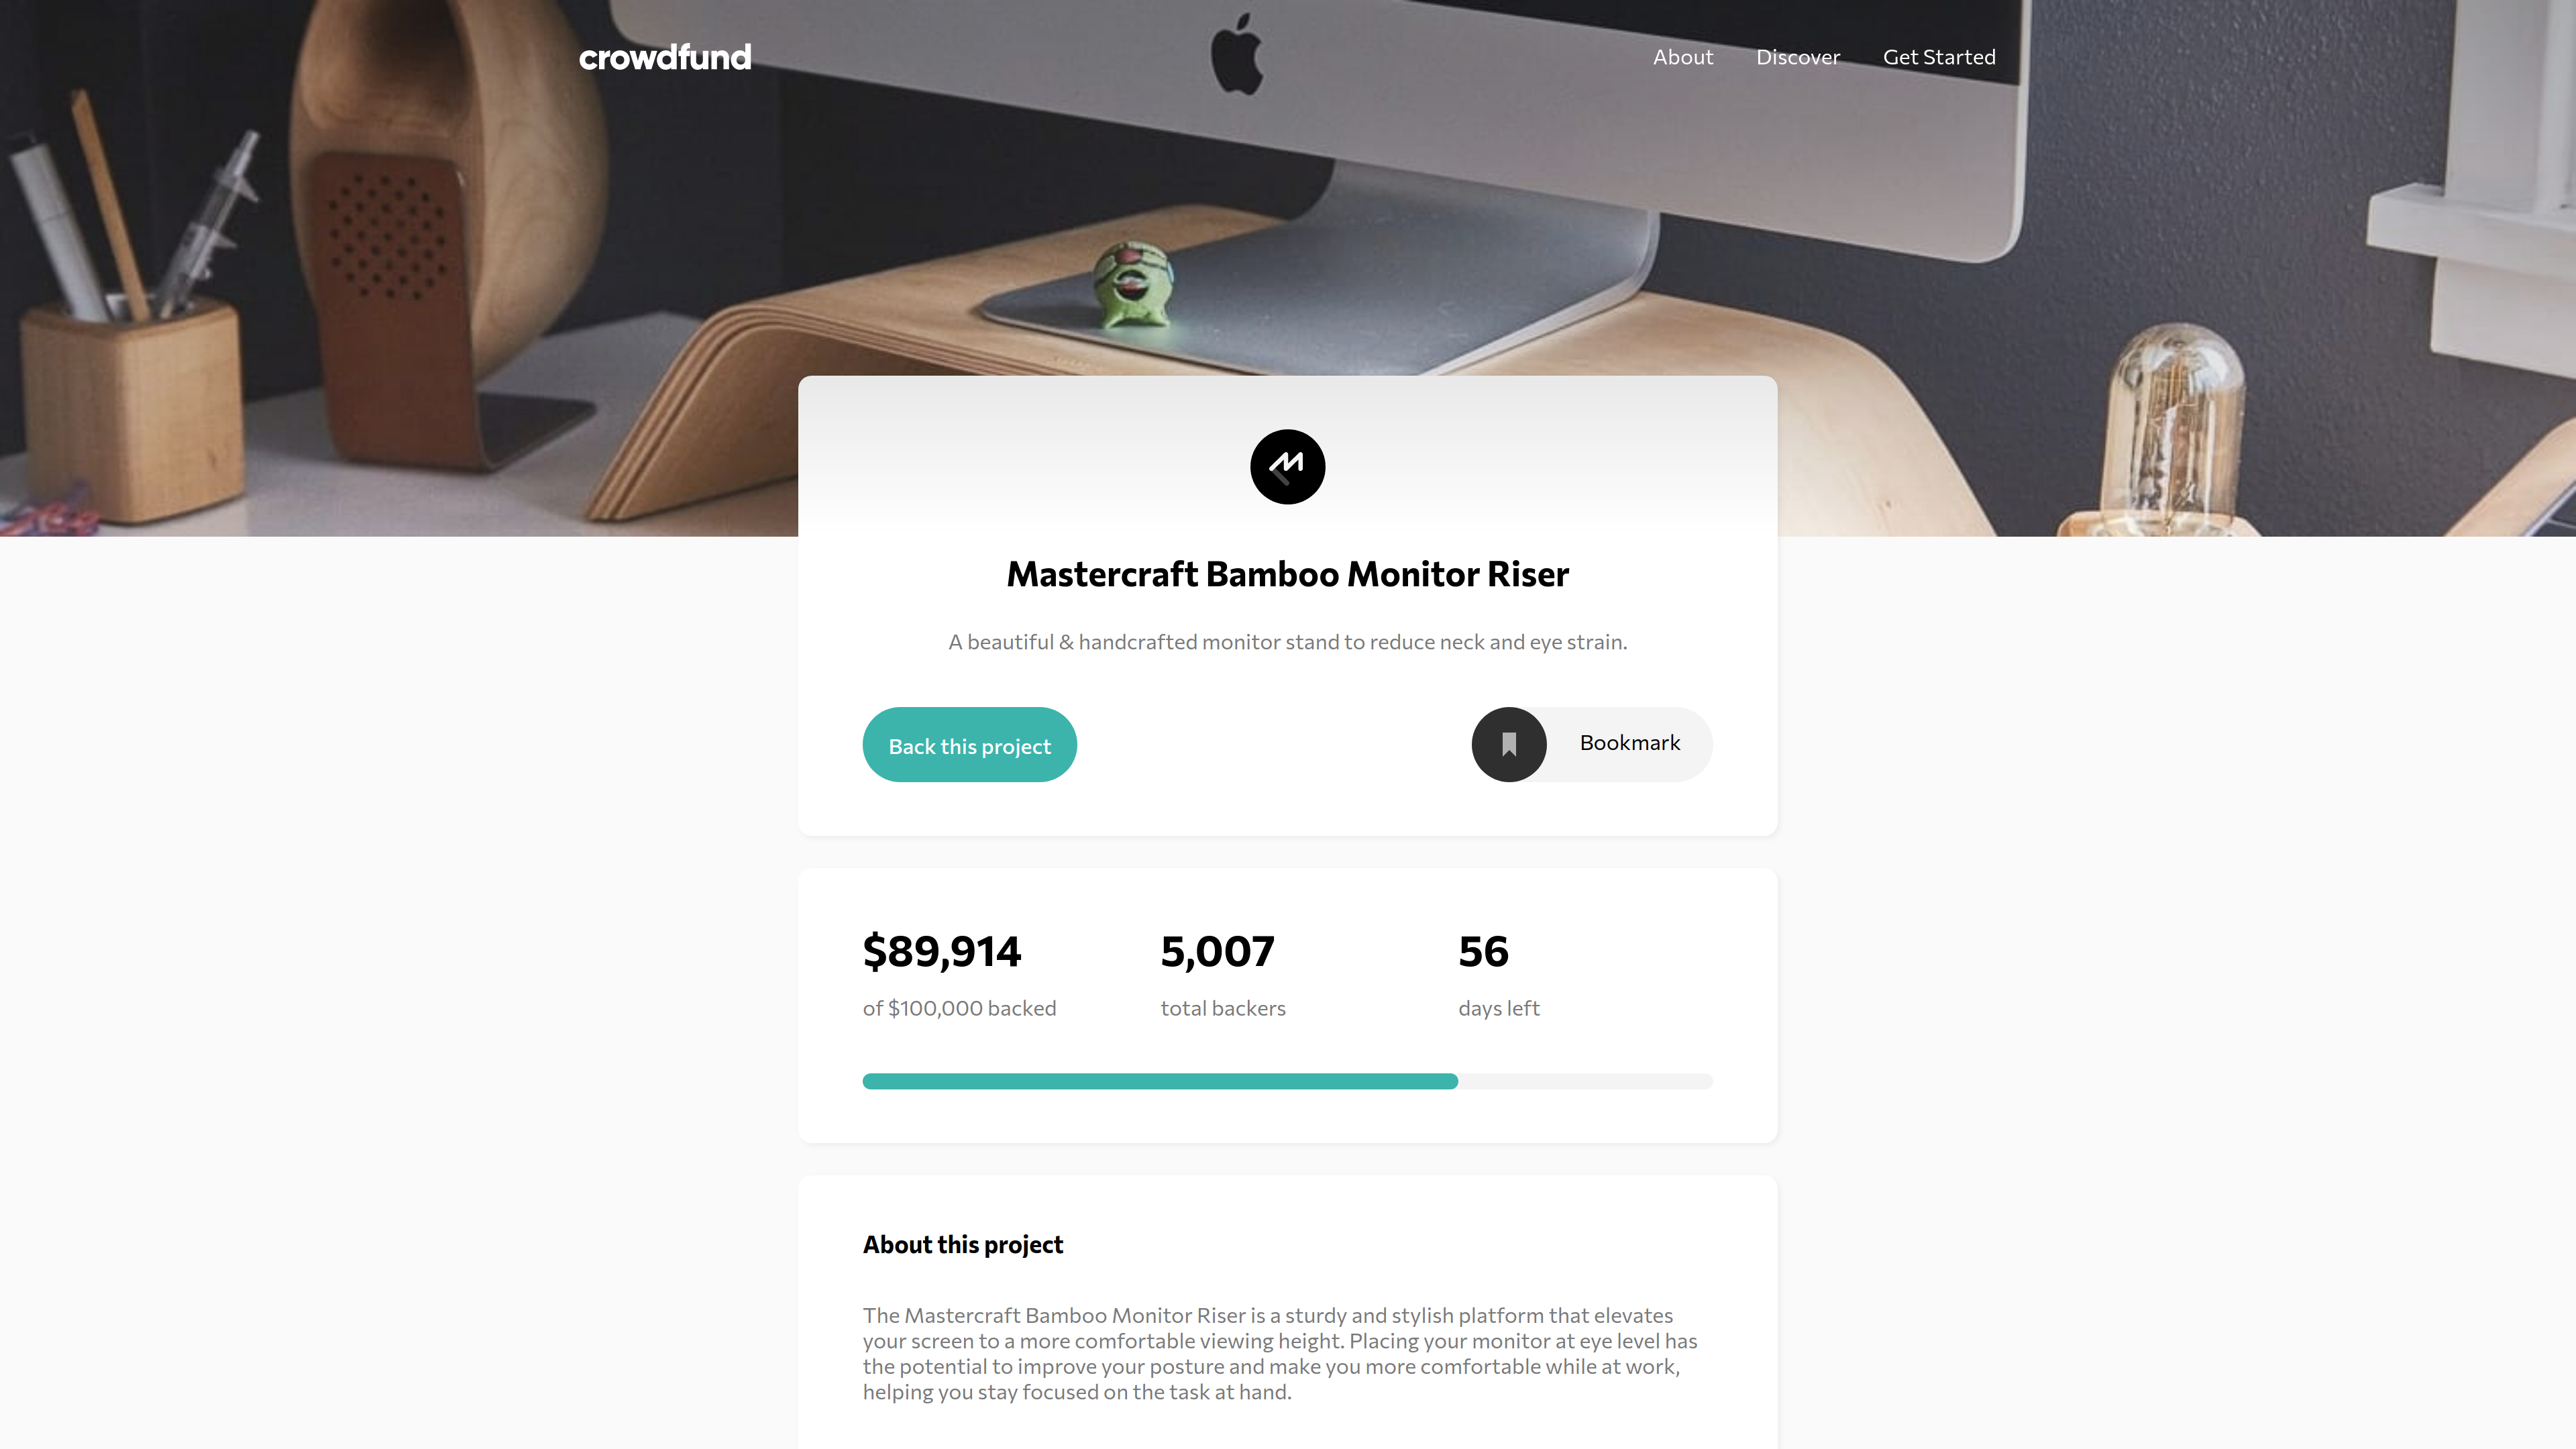 crowdfund
About Discover Get Started
Mastercraft Bamboo Monitor Riser
A beautiful & handcrafted monitor stand to reduce neck and eye strain.
Back this project
Bookmark
$89,914 5,007 56
of $100,000 backed total backers days left
About this project
The Mastercraft Bamboo Monitor Riser is a sturdy and stylish platform that elevates
your screen to a more comfortable viewing height. Placing your monitor at eye level has
the potential to improve your posture and make you more comfortable while at work,
helping you stay focused on the task at hand.